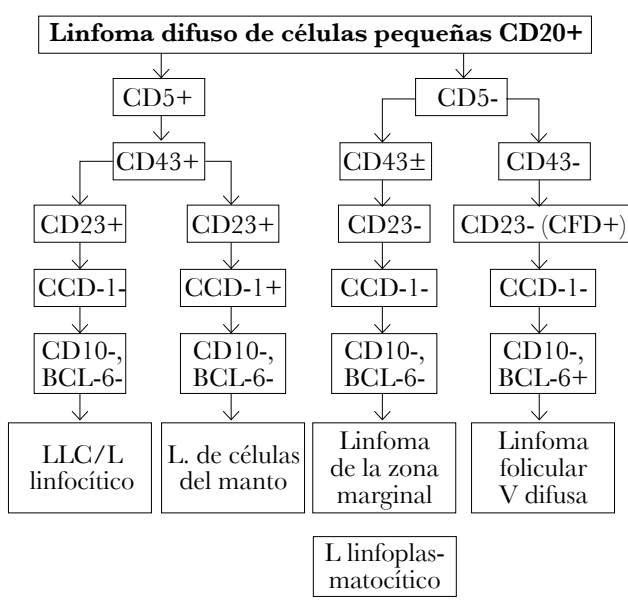 Linfoma difuso de células pequeñas CD20+
CD5+
CD5-
CD43+
CD43±
CD43-
CD23+
CD23+
CD23-
CD23- (CFD+)
CCD-1-
CCD-1+
CCD-1-
CCD-1-
CD10-,
BCL-6-
CD10-,
BCL-6-
CD10-,
BCL-6-
CD10-,
BCL-6+
LLC/L
linfocítico
L. de células
del manto
Linfoma
de la zona
marginal
Linfoma
folicular
V difusa
L linfoplas-
matocítico